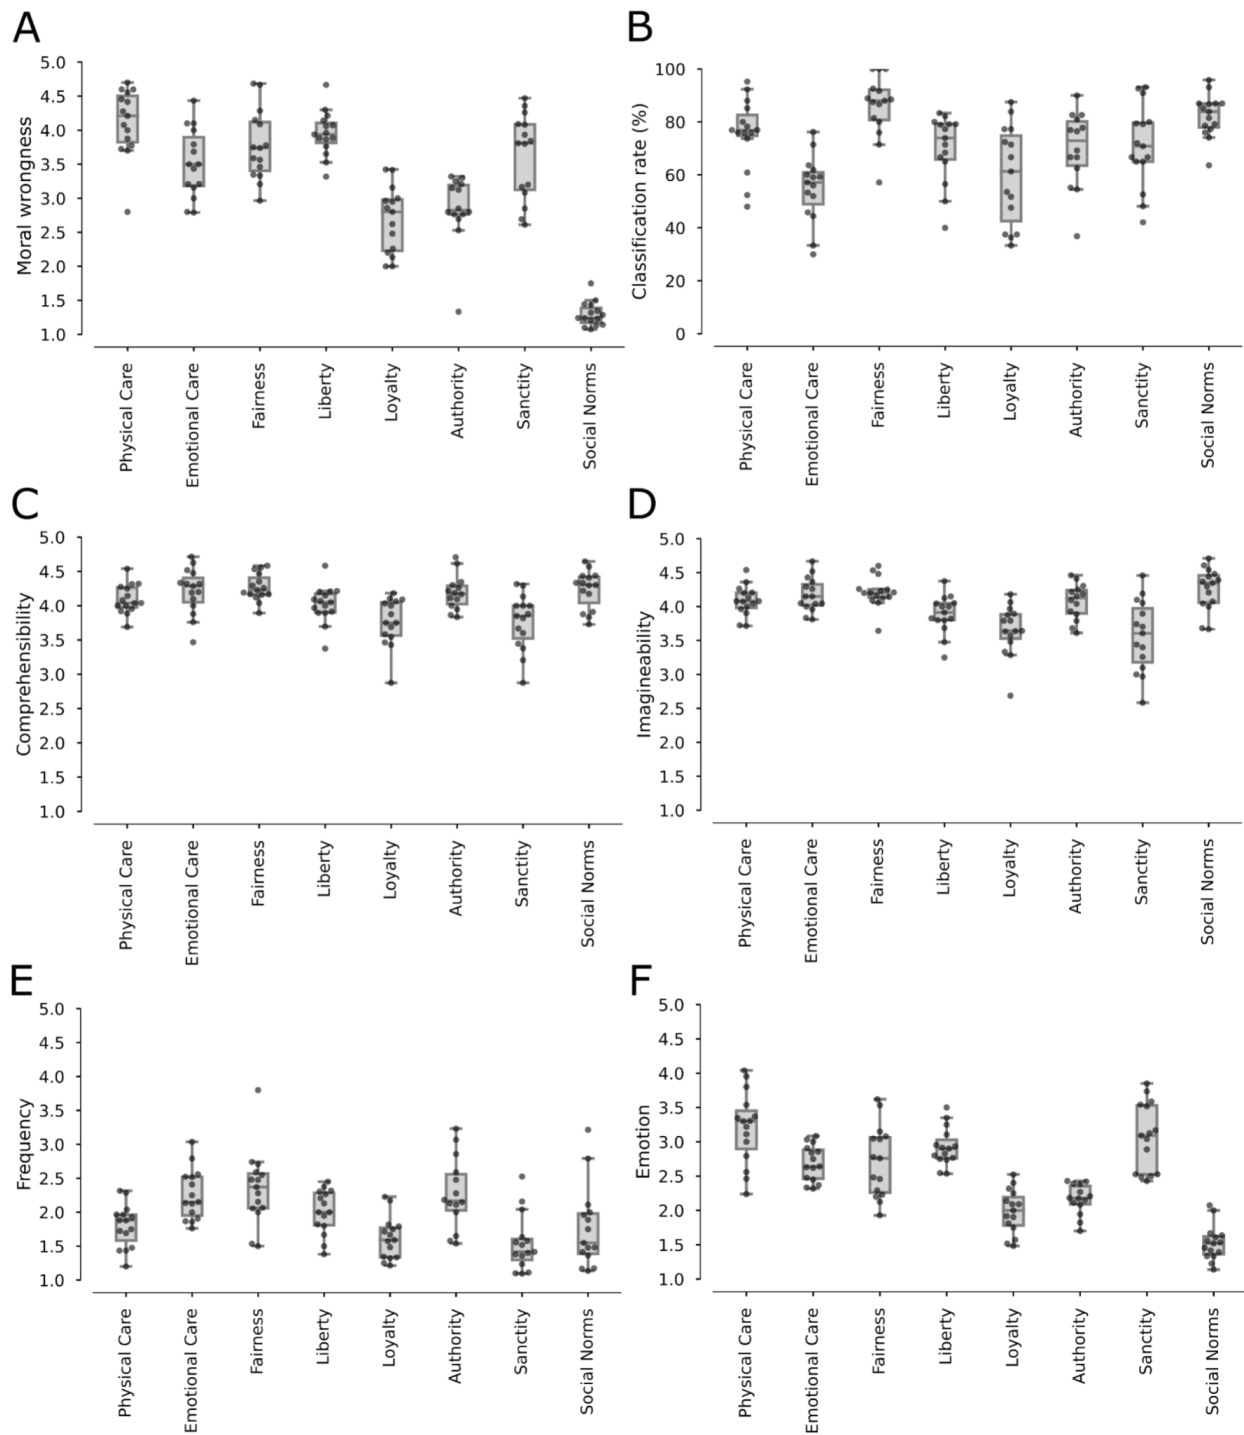 A
B
Moral wrongness
5.0
4.5
4.0
3.5
3.0
2.5
2.0
1.5
1.0
Physical Care
Emotional Care
Fairness
Liberty
Loyalty
Authority
Sanctity
Social Norms
Classification rate (%)
100
80
60
40
20
0
Physical Care
Emotional Care
Fairness
Liberty
Loyalty
Authority
Sanctity
Social Norms
C
D
Comprehensibility
5.0
4.5
4.0
3.5
3.0
2.5
2.0
1.5
1.0
Physical Care
Emotional Care
Fairness
Liberty
Loyalty
Authority
Sanctity
Social Norms
Imagineability
5.0
4.5
4.0
3.5
3.0
2.5
2.0
1.5
1.0
Physical Care
Emotional Care
Fairness
Liberty
Loyalty
Authority
Sanctity
Social Norms
E
F
Frequency
5.0
4.5
4.0
3.5
3.0
2.5
2.0
1.5
1.0
Physical Care
Emotional Care
Fairness
Liberty
Loyalty
Authority
Sanctity
Social Norms
Emotion
5.0
4.5
4.0
3.5
3.0
2.5
2.0
1.5
1.0
Physical Care
Emotional Care
Fairness
Liberty
Loyalty
Authority
Sanctity
Social Norms